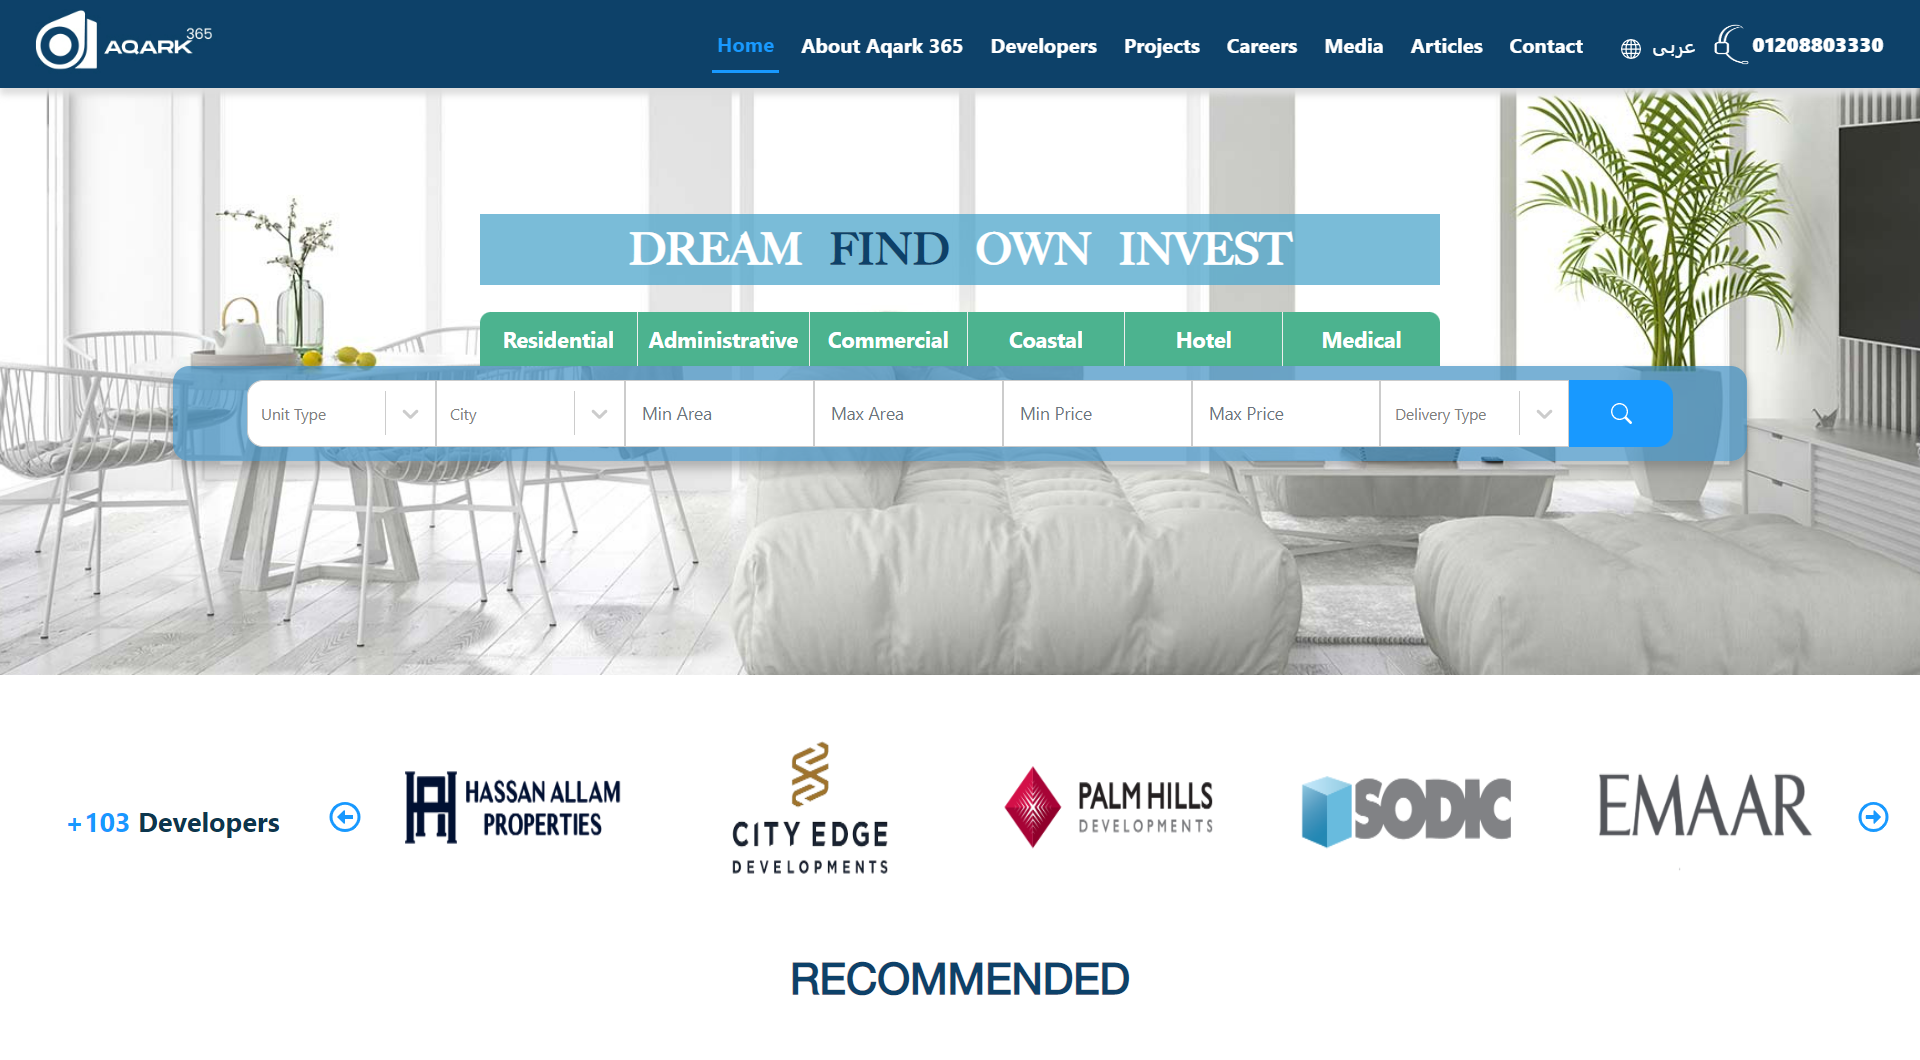 AQARK 365
Home About Aqark 365 Developers Projects Careers Media Articles Contact عربى 01208803330
DREAM FIND OWN INVEST
Residential Administrative Commercial Coastal Hotel Medical
Unit Type City Min Area Max Area Min Price Max Price Delivery Type
+103 Developers
HASSAN ALLAM
PROPERTIES
CITY EDGE
DEVELOPMENTS
PALM HILLS
DEVELOPMENTS
SODIC
EMAAR
RECOMMENDED